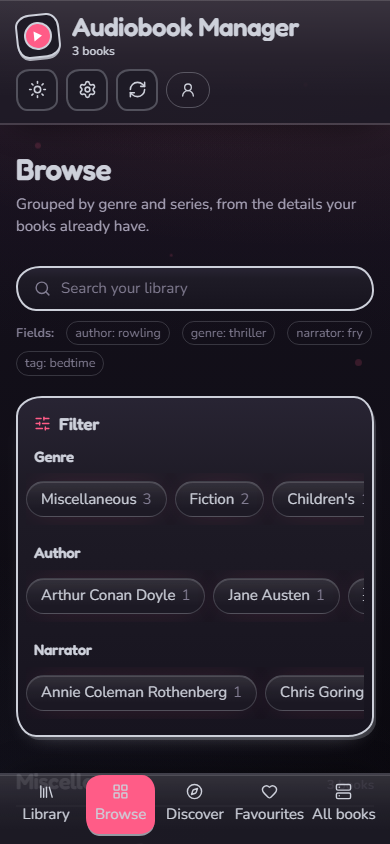 Audiobook Manager
3 books
Browse
Grouped by genre and series, from the details your
books already have.
Search your library
Fields: author: rowling genre: thriller narrator: fry
tag: bedtime
Filter
Genre
Miscellaneous 3 Fiction 2 Children's
Author
Arthur Conan Doyle 1 Jane Austen 1
Narrator
Annie Coleman Rothenberg 1 Chris Goring
3 books
Library Browse Discover Favourites All books